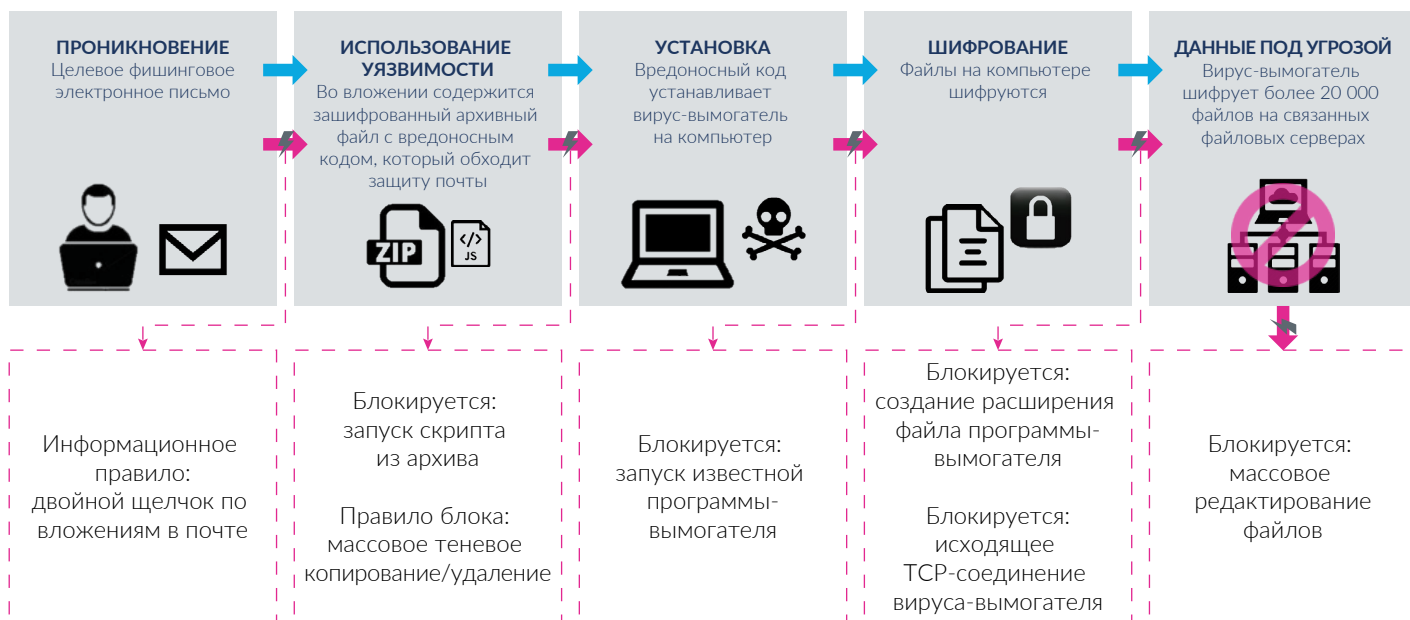 ПРОНИКНОВЕНИЕ
Целевое фишинговое
электронное письмо
ИСПОЛЬЗОВАНИЕ
УЯЗВИМОСТИ
Во вложении содержится
зашифрованный архивный
файл с вредоносным
кодом, который обходит
защиту почты
ZIP
</>
JS
УСТАНОВКА
Вредоносный код
устанавливает
вирус-вымогатель
на компьютер
ШИФРОВАНИЕ
Файлы на компьютере
шифруются
ДАННЫЕ ПОД УГРОЗОЙ
Вирус-вымогатель
шифрует более 20 000
файлов на связанных
файловых серверах
Информационное
правило:
двойной щелчок по
вложениям в почте
Блокируется:
запуск скрипта
из архива
Правило блока:
массовое теневое
копирование/удаление
Блокируется:
запуск известной
программы-
вымогателя
Блокируется:
создание расширения
файла программы-
вымогателя
Блокируется:
исходящее
TCP-соединение
вируса-вымогателя
Блокируется:
массовое
редактирование
файлов